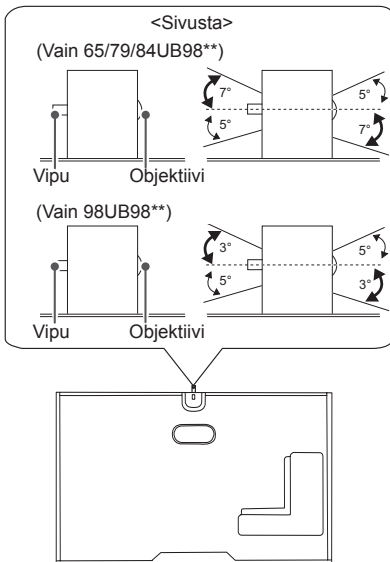 <Sivusta>
(Vain 65/79/84UB98**)
7° 5°
5° 7°
Vipu Objektiivi
(Vain 98UB98**)
3° 5°
5° 3°
Vipu Objektiivi